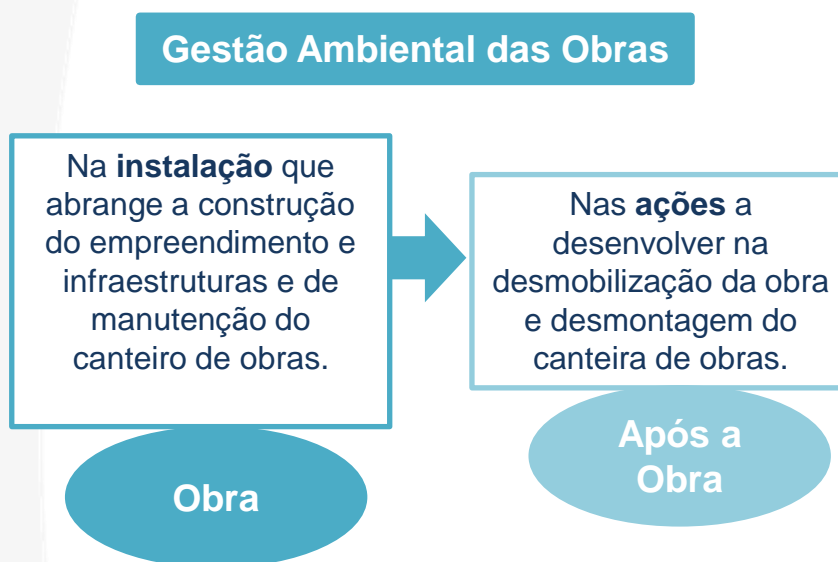 Gestão Ambiental das Obras
Na instalação que
abrange a construção
do empreendimento e
infraestruturas e de
manutenção do
canteiro de obras.
Obra
Nas ações a
desenvolver na
desmobilização da obra
e desmontagem do
canteira de obras.
Após a
Obra